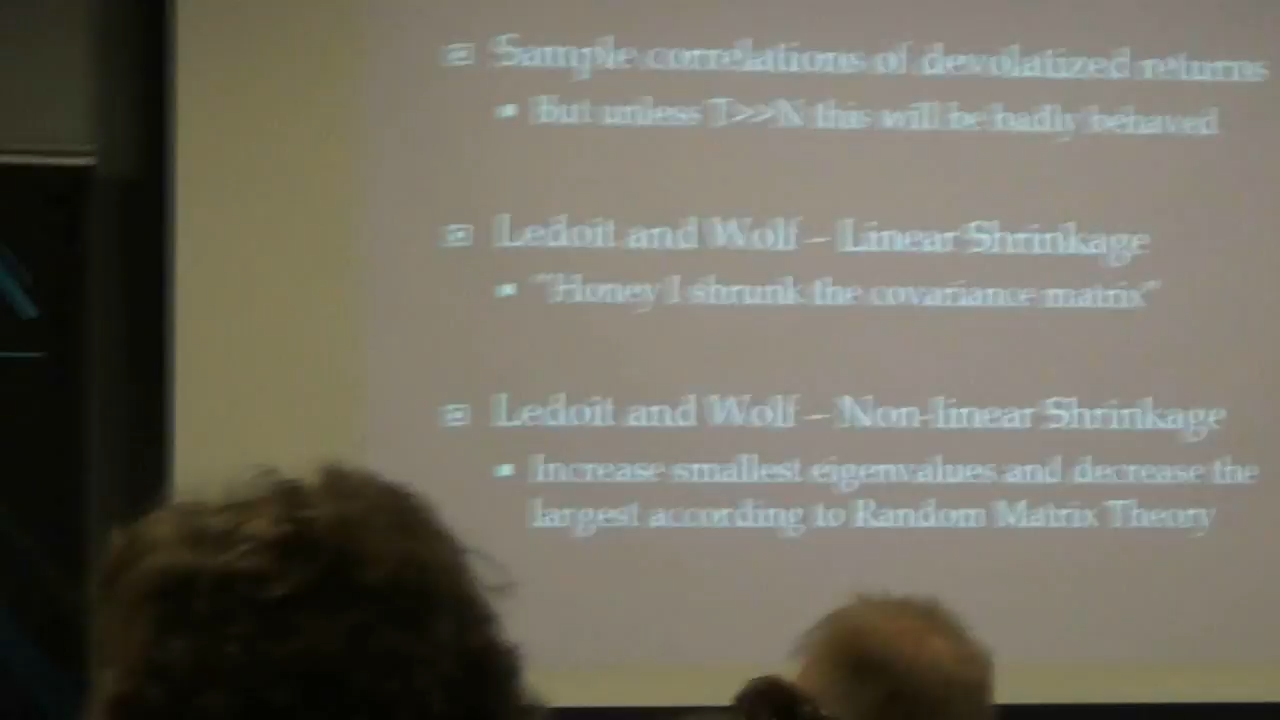 Sample correlations of devolatized returns
but unless T>>N this will be badly behaved
Ledoit and Wolf – Linear Shrinkage
"Honey I shrunk the covariance matrix"
Ledoit and Wolf – Non-linear Shrinkage
Increase smallest eigenvalues and decrease the
largest according to Random Matrix Theory